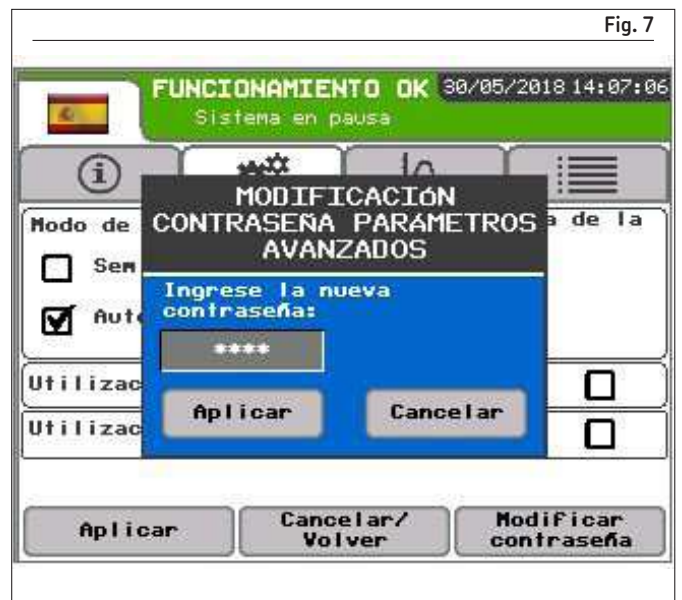 Fig. 7
FUNCIONAMIENTO OK 30/05/2018 14:07:06
Sistema en pausa
MODIFICACIÓN
CONTRASEÑA PARÁMETROS
AVANZADOS
Modo de
a de la
Sem
Auto
Ingrese la nueva
contraseña:
****
Aplicar Cancelar
Utilizac
Utilizac
Aplicar
Cancelar/
Volver
Modificar
contraseña